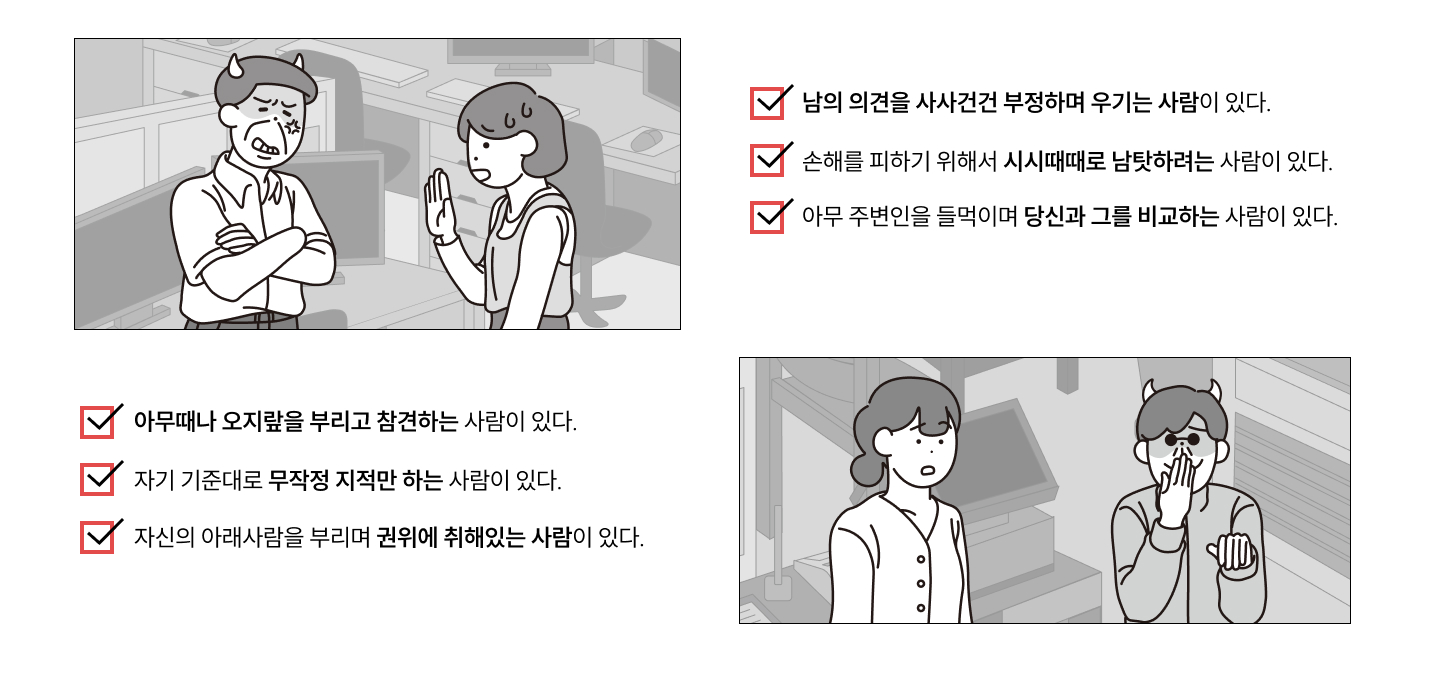 남의 의견을 사사건건 부정하며 우기는 사람이 있다.
손해를 피하기 위해서 시시때때로 남탓하려는 사람이 있다.
아무 주변인을 들먹이며 당신과 그를 비교하는 사람이 있다.
아무때나 오지랖을 부리고 참견하는 사람이 있다.
자기 기준대로 무작정 지적만 하는 사람이 있다.
자신의 아래사람을 부리며 권위에 취해있는 사람이 있다.